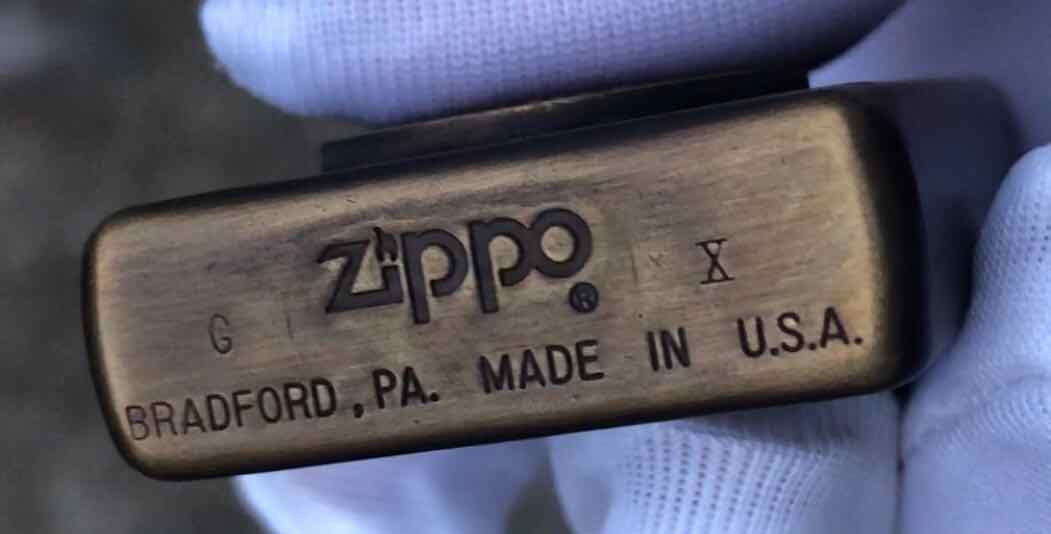 zippo®
G X
BRADFORD, PA. MADE IN U.S.A.